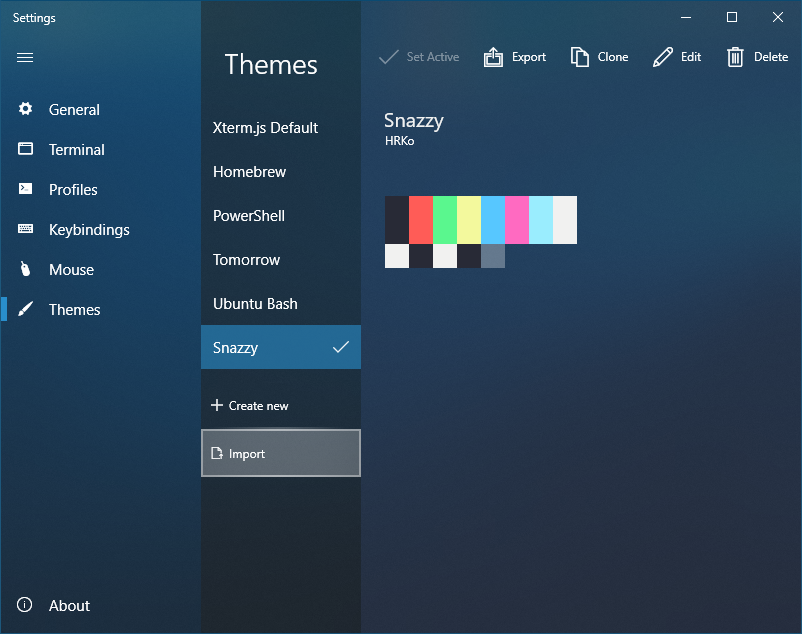 Settings
General
Terminal
Profiles
Keybindings
Mouse
Themes
About
Themes
Xterm.js Default
Homebrew
PowerShell
Tomorrow
Ubuntu Bash
Snazzy
Create new
Import
Set Active
Export
Clone
Edit
Delete
Snazzy
HRKo